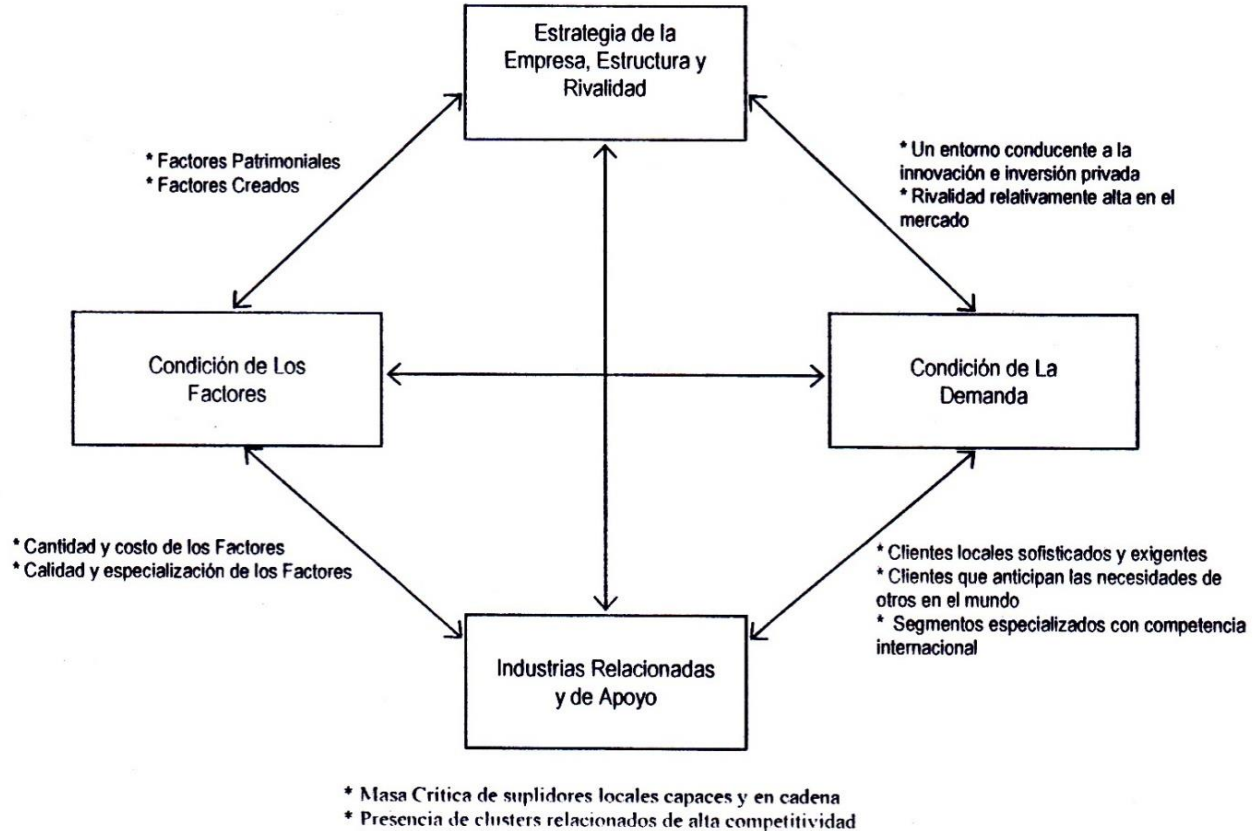 Estrategia de la
Empresa, Estructura y
Rivalidad
* Factores Patrimoniales
* Factores Creados
* Un entorno conducente a la
innovación e inversión privada
* Rivalidad relativamente alta en el
mercado
Condición de Los
Factores
Condición de La
Demanda
* Cantidad y costo de los Factores
* Calidad y especialización de los Factores
* Clientes locales sofisticados y exigentes
* Clientes que anticipan las necesidades de
otros en el mundo
* Segmentos especializados con competencia
internacional
Industrias Relacionadas
y de Apoyo
* Masa Critica de suplidores locales capaces y en cadena
* Presencia de clusters relacionados de alta competitividad